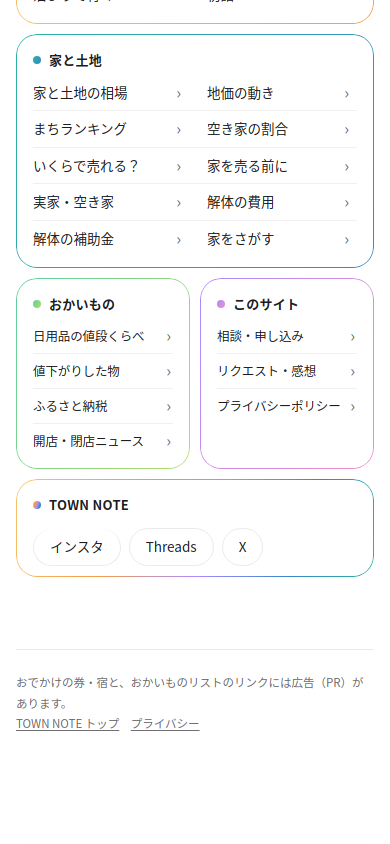 家と土地
家と土地の相場 › 地価の動き ›
まちランキング › 空き家の割合 ›
いくらで売れる？ › 家を売る前に ›
実家・空き家 › 解体の費用 ›
解体の補助金 › 家をさがす ›
おかいもの
日用品の値段くらべ ›
値下がりした物 ›
ふるさと納税 ›
開店・閉店ニュース ›
このサイト
相談・申し込み ›
リクエスト・感想 ›
プライバシーポリシー ›
TOWN NOTE
インスタ Threads X
おでかけの券・宿と、おかいものリストのリンクには広告（PR）が
あります。
TOWN NOTE トップ プライバシー